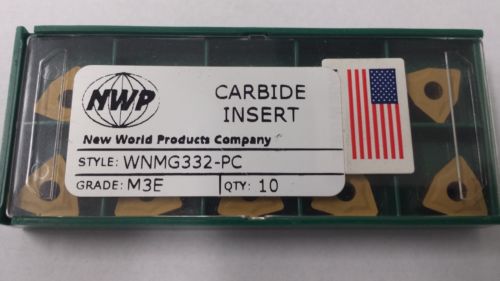 NWP
CARBIDE
INSERT
New World Products Company
STYLE: WNMG332-PC
GRADE: M3E
QTY: 10